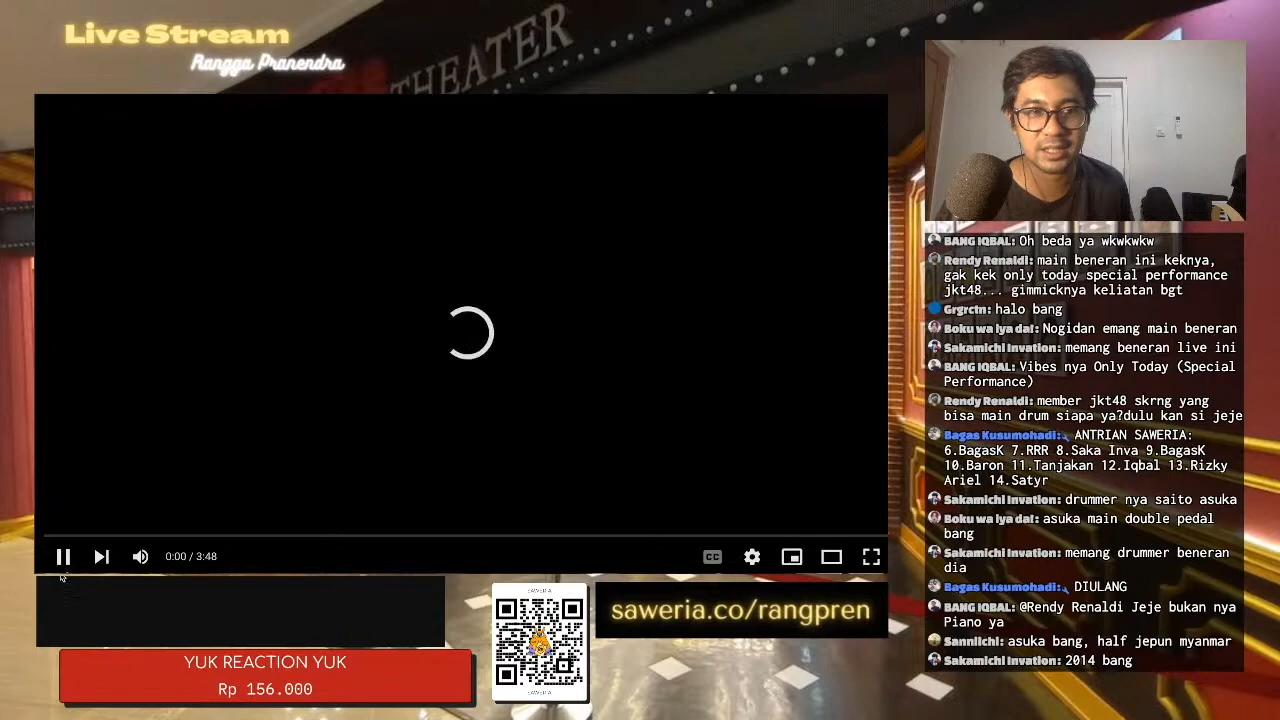 Live Stream
Rangga Pranendra
THEATER
BANG IQBAL: Oh beda ya wkwkwkw
Rendy Renaldi: main beneran ini keknya,
gak kek only today special performance
jkt48... gimmicknya keliatan bgt
Grgrctn: halo bang
Boku wa iya da!: Nogidan emang main beneran
Sakamichi Invation: memang beneran live ini
BANG IQBAL: Vibes nya Only Today (Special
Performance)
Rendy Renaldi: member jkt48 skrng yang
bisa main drum siapa ya?dulu kan si jeje
Bagas Kusumohadi: ANTRIAN SAWERIA:
6.BagasK 7.RRR 8.Saka Inva 9.BagasK
10.Baron 11.Tanjakan 12.Iqbal 13.Rizky
Ariel 14.Satyr
Sakamichi Invation: drummer nya saito asuka
Boku wa iya da!: asuka main double pedal
bang
Sakamichi Invation: memang drummer beneran
dia
Bagas Kusumohadi: DIULANG
BANG IQBAL: @Rendy Renaldi Jeje bukan nya
Piano ya
Sanniichi: asuka bang, half jepun myanmar
Sakamichi Invation: 2014 bang
0:00 / 3:48
CC
SAWERIA
saweria.co/rangpren
SAWERIA
YUK REACTION YUK
Rp 156.000